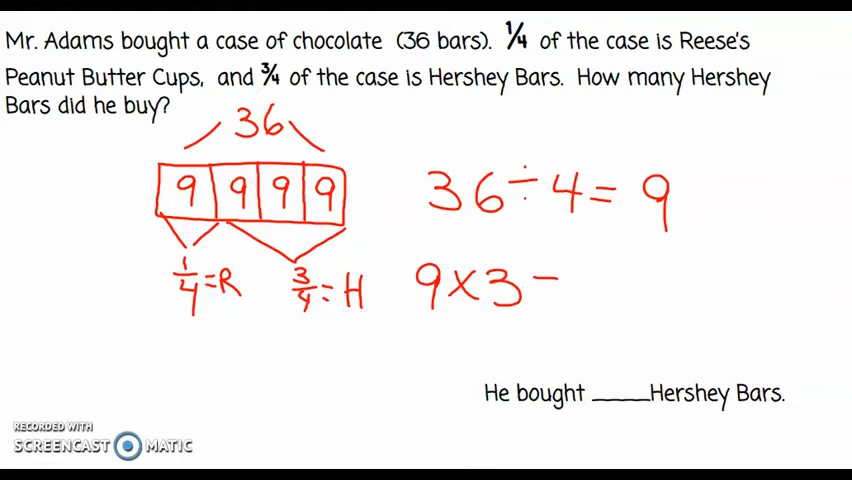 Mr. Adams bought a case of chocolate (36 bars). 1/4 of the case is Reese's
Peanut Butter Cups, and 3/4 of the case is Hershey Bars. How many Hershey
Bars did he buy?
36
9 9 9 9
36 ÷ 4 = 9
1/4 = R 3/4 = H
9 x 3 -
He bought _____ Hershey Bars.
RECORDED WITH
SCREENCAST MATIC